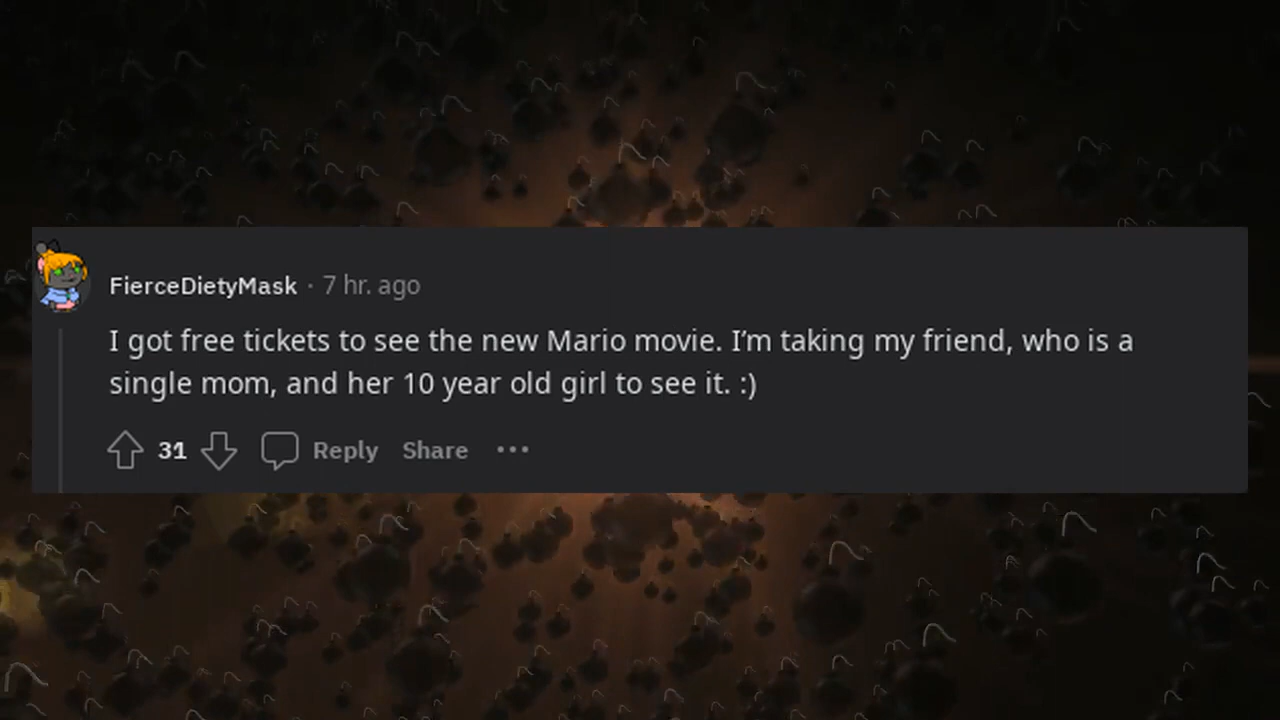 FierceDietyMask · 7 hr. ago
I got free tickets to see the new Mario movie. I’m taking my friend, who is a
single mom, and her 10 year old girl to see it. :)
31 Reply Share •••